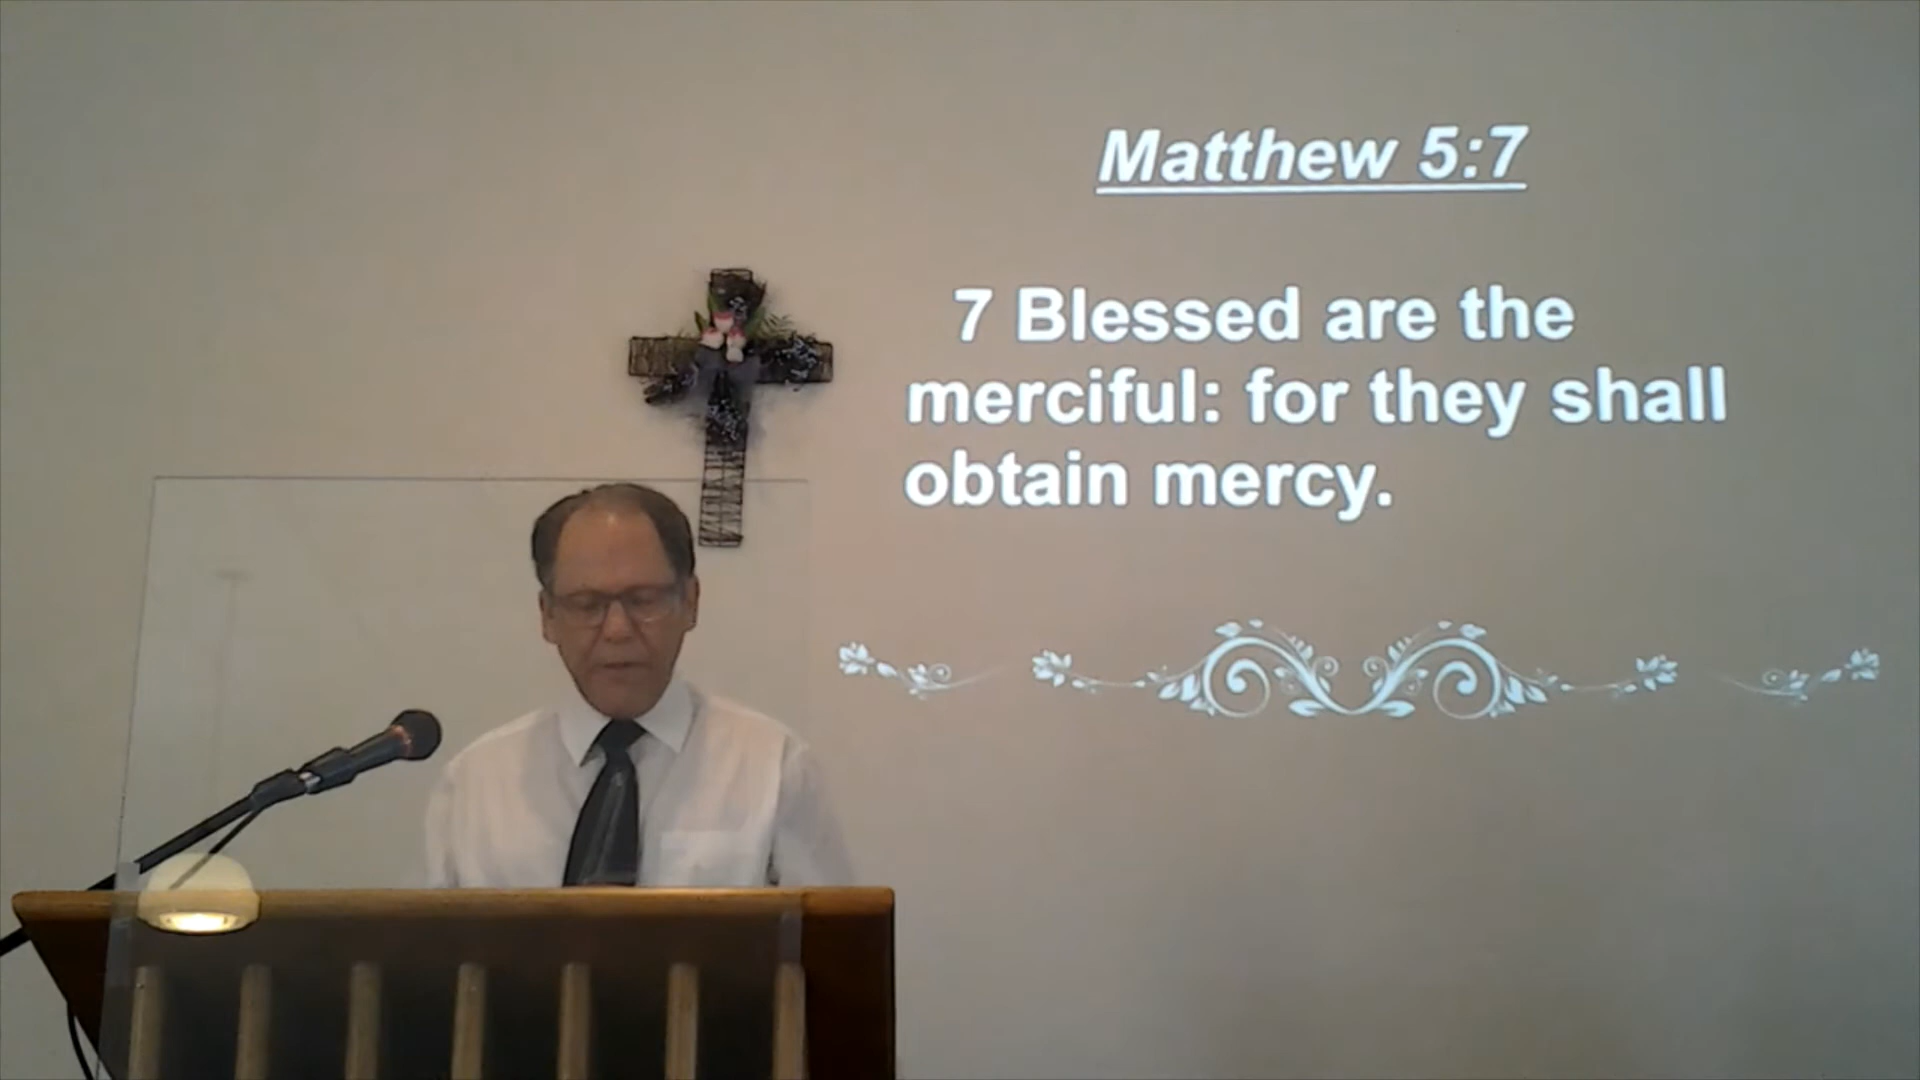 Matthew 5:7
7 Blessed are the
merciful: for they shall
obtain mercy.